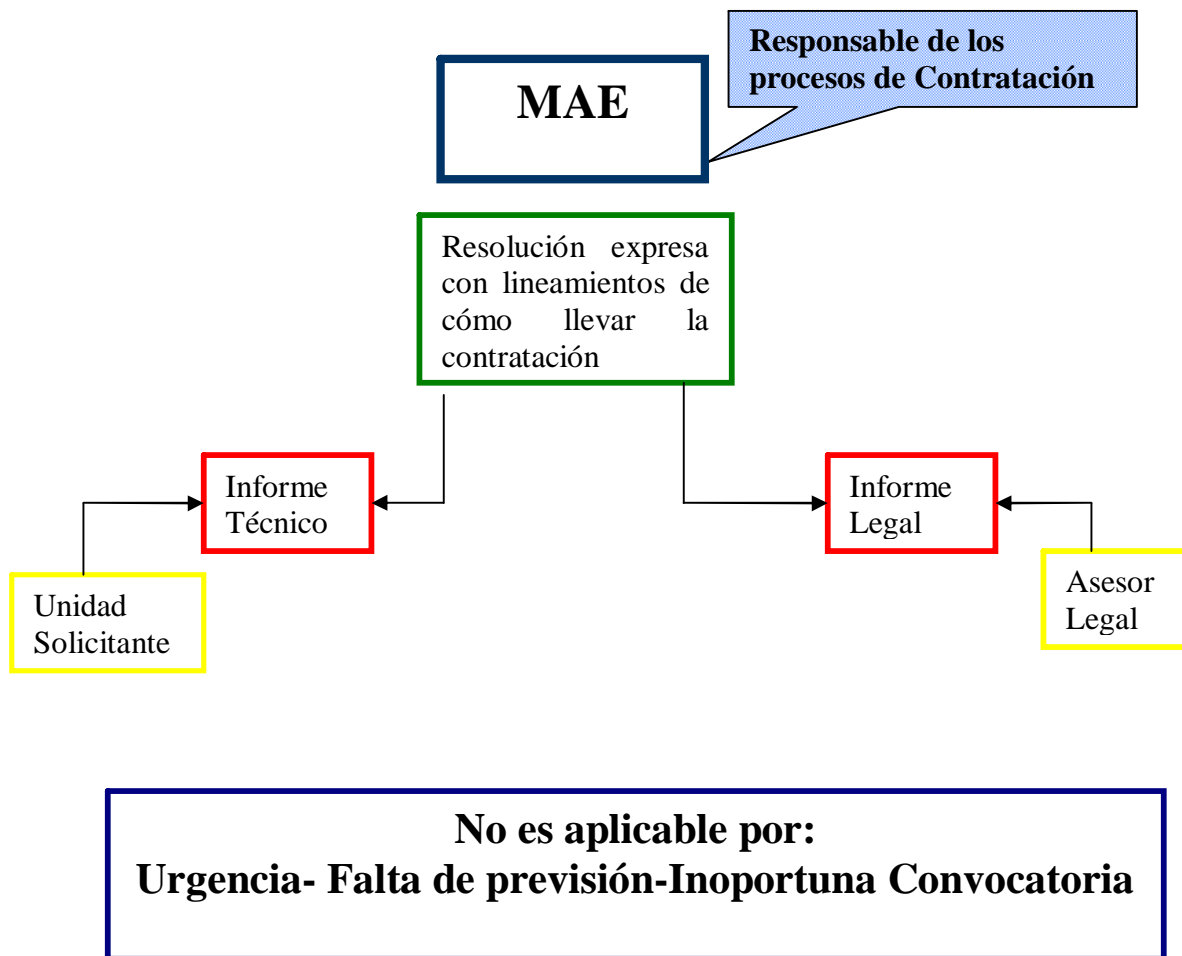 Responsable de los
procesos de Contratación
MAE
Resolución expresa
con lineamientos de
cómo llevar la
contratación
Informe
Técnico
Informe
Legal
Unidad
Solicitante
Asesor
Legal
No es aplicable por:
Urgencia- Falta de previsión-Inoportuna Convocatoria